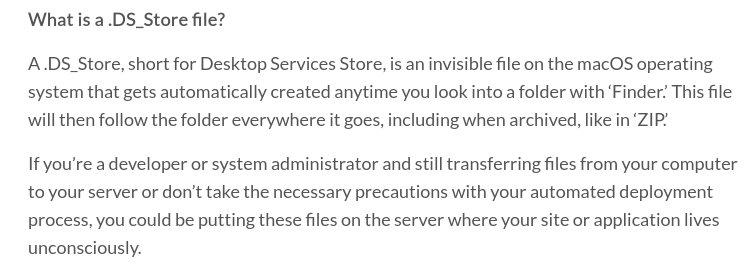 What is a .DS_Store file?
A .DS_Store, short for Desktop Services Store, is an invisible file on the macOS operating
system that gets automatically created anytime you look into a folder with ‘Finder.’ This file
will then follow the folder everywhere it goes, including when archived, like in ‘ZIP.’
If you’re a developer or system administrator and still transferring files from your computer
to your server or don’t take the necessary precautions with your automated deployment
process, you could be putting these files on the server where your site or application lives
unconsciously.